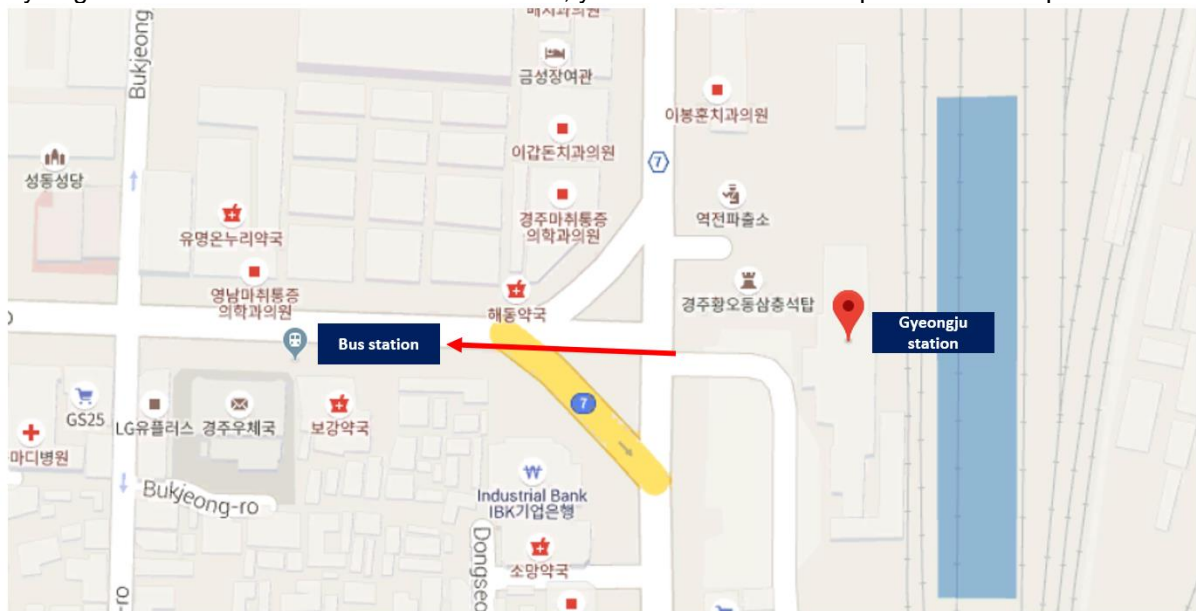 Bukjeong
금성장여관
이봉훈치과의원
7
성동성당
이갑돈치과의원
역전파출소
유명온누리약국
경주마취통증
의학과의원
영남마취통증
의학과의원
해동약국
경주황오동삼층석탑
Bus station
Gyeongju
station
7
GS25
LG유플러스
경주우체국
보강약국
마디병원
Industrial Bank
IBK기업은행
Bukjeong-ro
소망약국
Dongseo
-ro